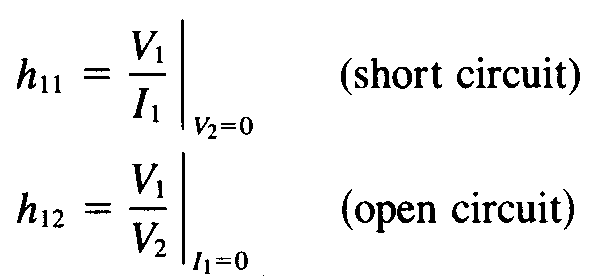 h₁₁ = V₁/I₁ |V₂=0 (short circuit)
h₁₂ = V₁/V₂ |I₁=0 (open circuit)